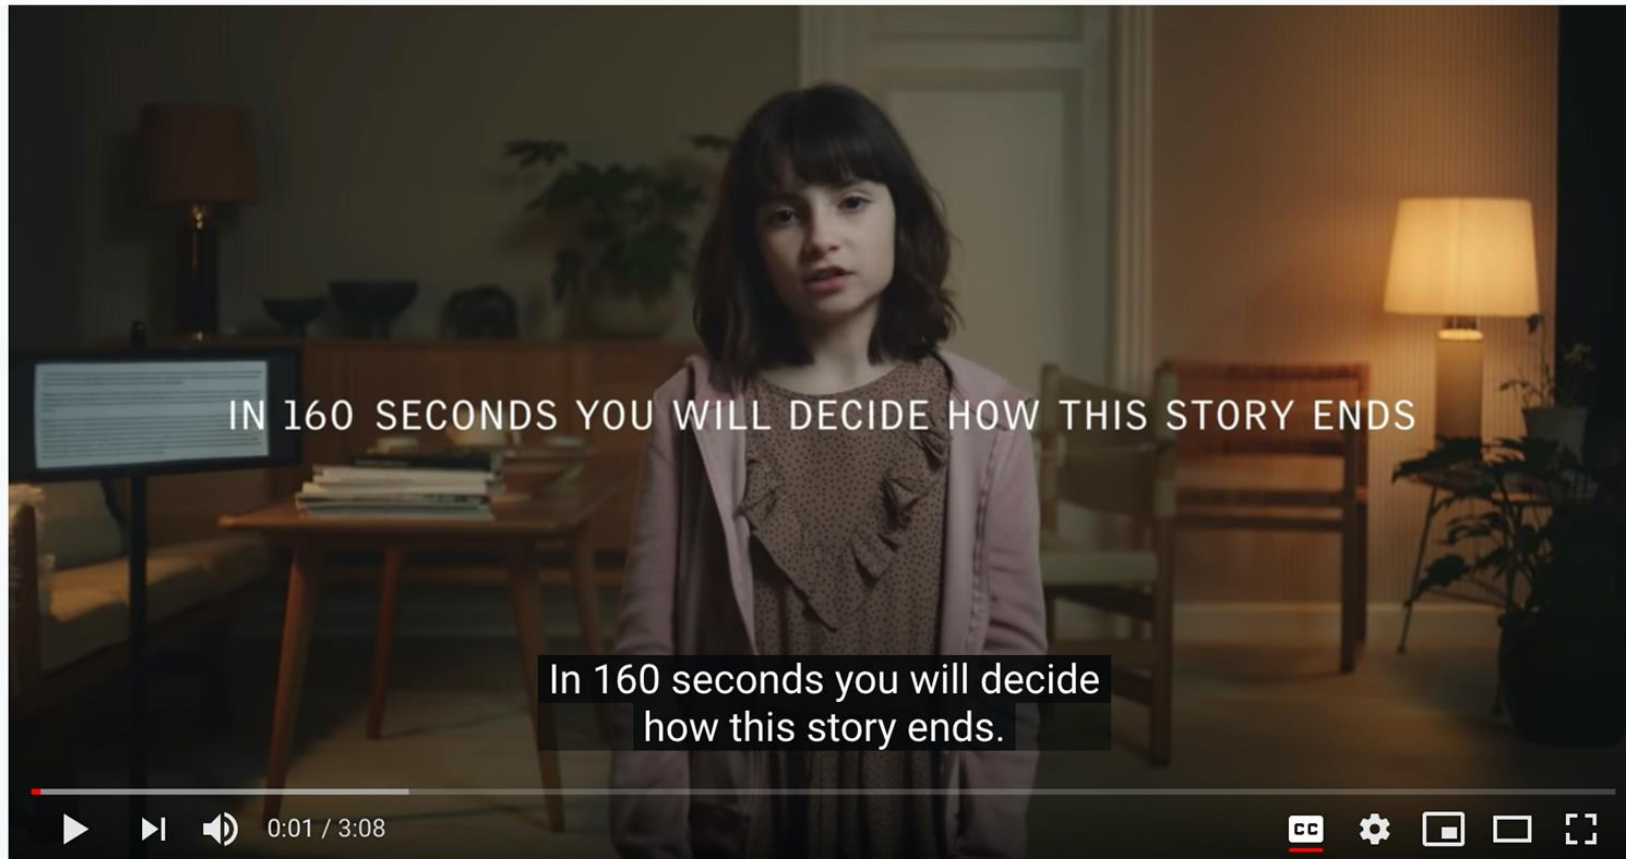 IN 160 SECONDS YOU WILL DECIDE HOW THIS STORY ENDS
In 160 seconds you will decide
how this story ends.
0:01 / 3:08
CC